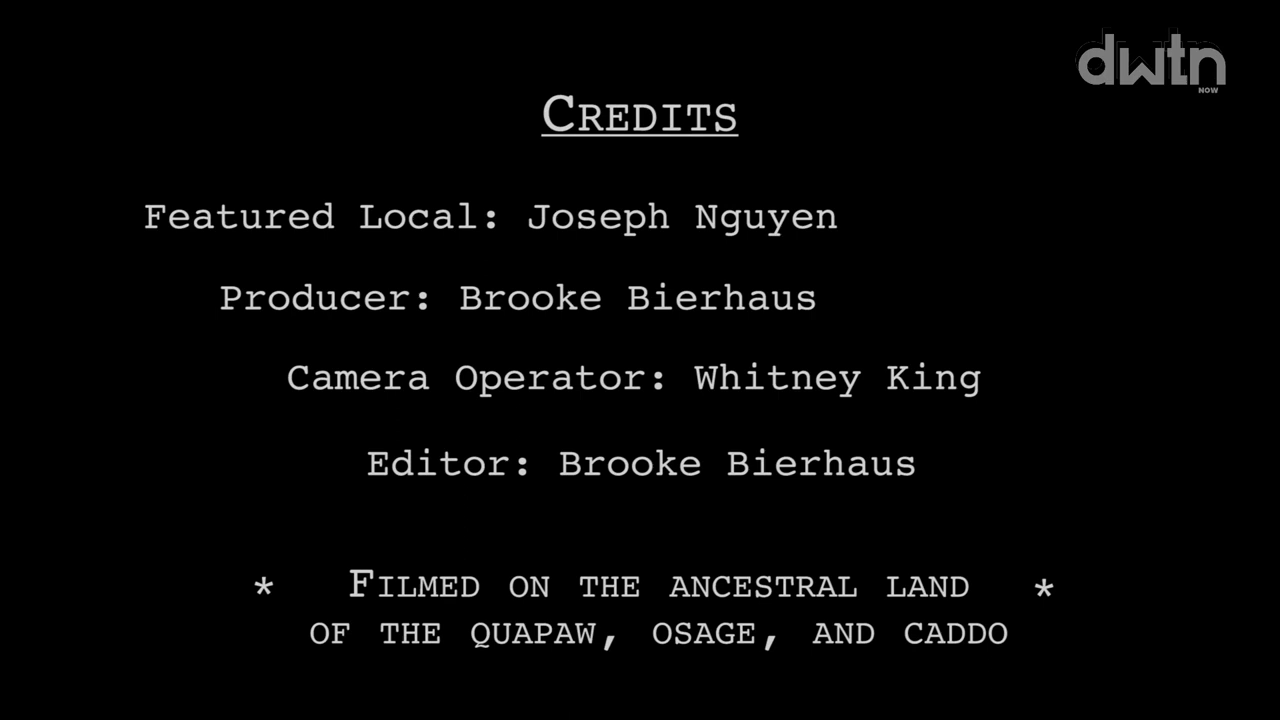 dwtn
NOW
CREDITS
Featured Local: Joseph Nguyen
Producer: Brooke Bierhaus
Camera Operator: Whitney King
Editor: Brooke Bierhaus
* FILMED ON THE ANCESTRAL LAND *
OF THE QUAPAW, OSAGE, AND CADDO